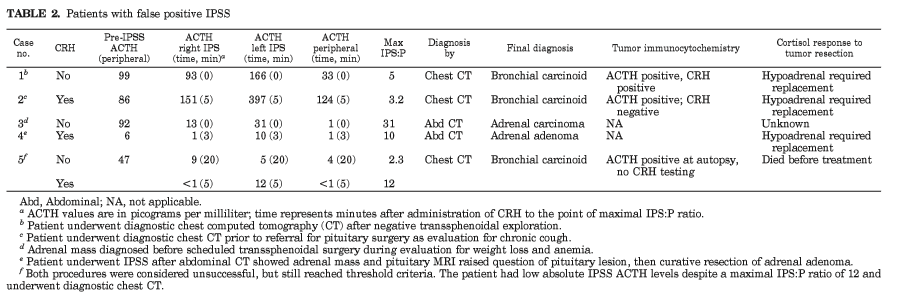 TABLE 2. Patients with false positive IPSS
Case no. CRH Pre-IPSS ACTH (peripheral) ACTH right IPS (time, min)a ACTH left IPS (time, min) ACTH peripheral (time, min) Max IPS:P Diagnosis by Final diagnosis Tumor immunocytochemistry Cortisol response to tumor resection
1b No 99 93 (0) 166 (0) 33 (0) 5 Chest CT Bronchial carcinoid ACTH positive, CRH positive Hypoadrenal required replacement
2c Yes 86 151 (5) 397 (5) 124 (5) 3.2 Chest CT Bronchial carcinoid ACTH positive; CRH negative Hypoadrenal required replacement
3d No 92 13 (0) 31 (0) 1 (0) 31 Abd CT Adrenal carcinoma NA Unknown
4e Yes 6 1 (3) 10 (3) 1 (3) 10 Abd CT Adrenal adenoma NA Hypoadrenal required replacement
5f No 47 9 (20) 5 (20) 4 (20) 2.3 Chest CT Bronchial carcinoid ACTH positive at autopsy, no CRH testing Died before treatment
Yes <1 (5) 12 (5) <1 (5) 12
Abd, Abdominal; NA, not applicable.
a ACTH values are in picograms per milliliter; time represents minutes after administration of CRH to the point of maximal IPS:P ratio.
b Patient underwent diagnostic chest computed tomography (CT) after negative transphenoidal exploration.
c Patient underwent diagnostic chest CT prior to referral for pituitary surgery as evaluation for chronic cough.
d Adrenal mass diagnosed before scheduled transsphenoidal surgery during evaluation for weight loss and anemia.
e Patient underwent IPSS after abdominal CT showed adrenal mass and pituitary MRI raised question of pituitary lesion, then curative resection of adrenal adenoma.
f Both procedures were considered unsuccessful, but still reached threshold criteria. The patient had low absolute IPSS ACTH levels despite a maximal IPS:P ratio of 12 and
underwent diagnostic chest CT.